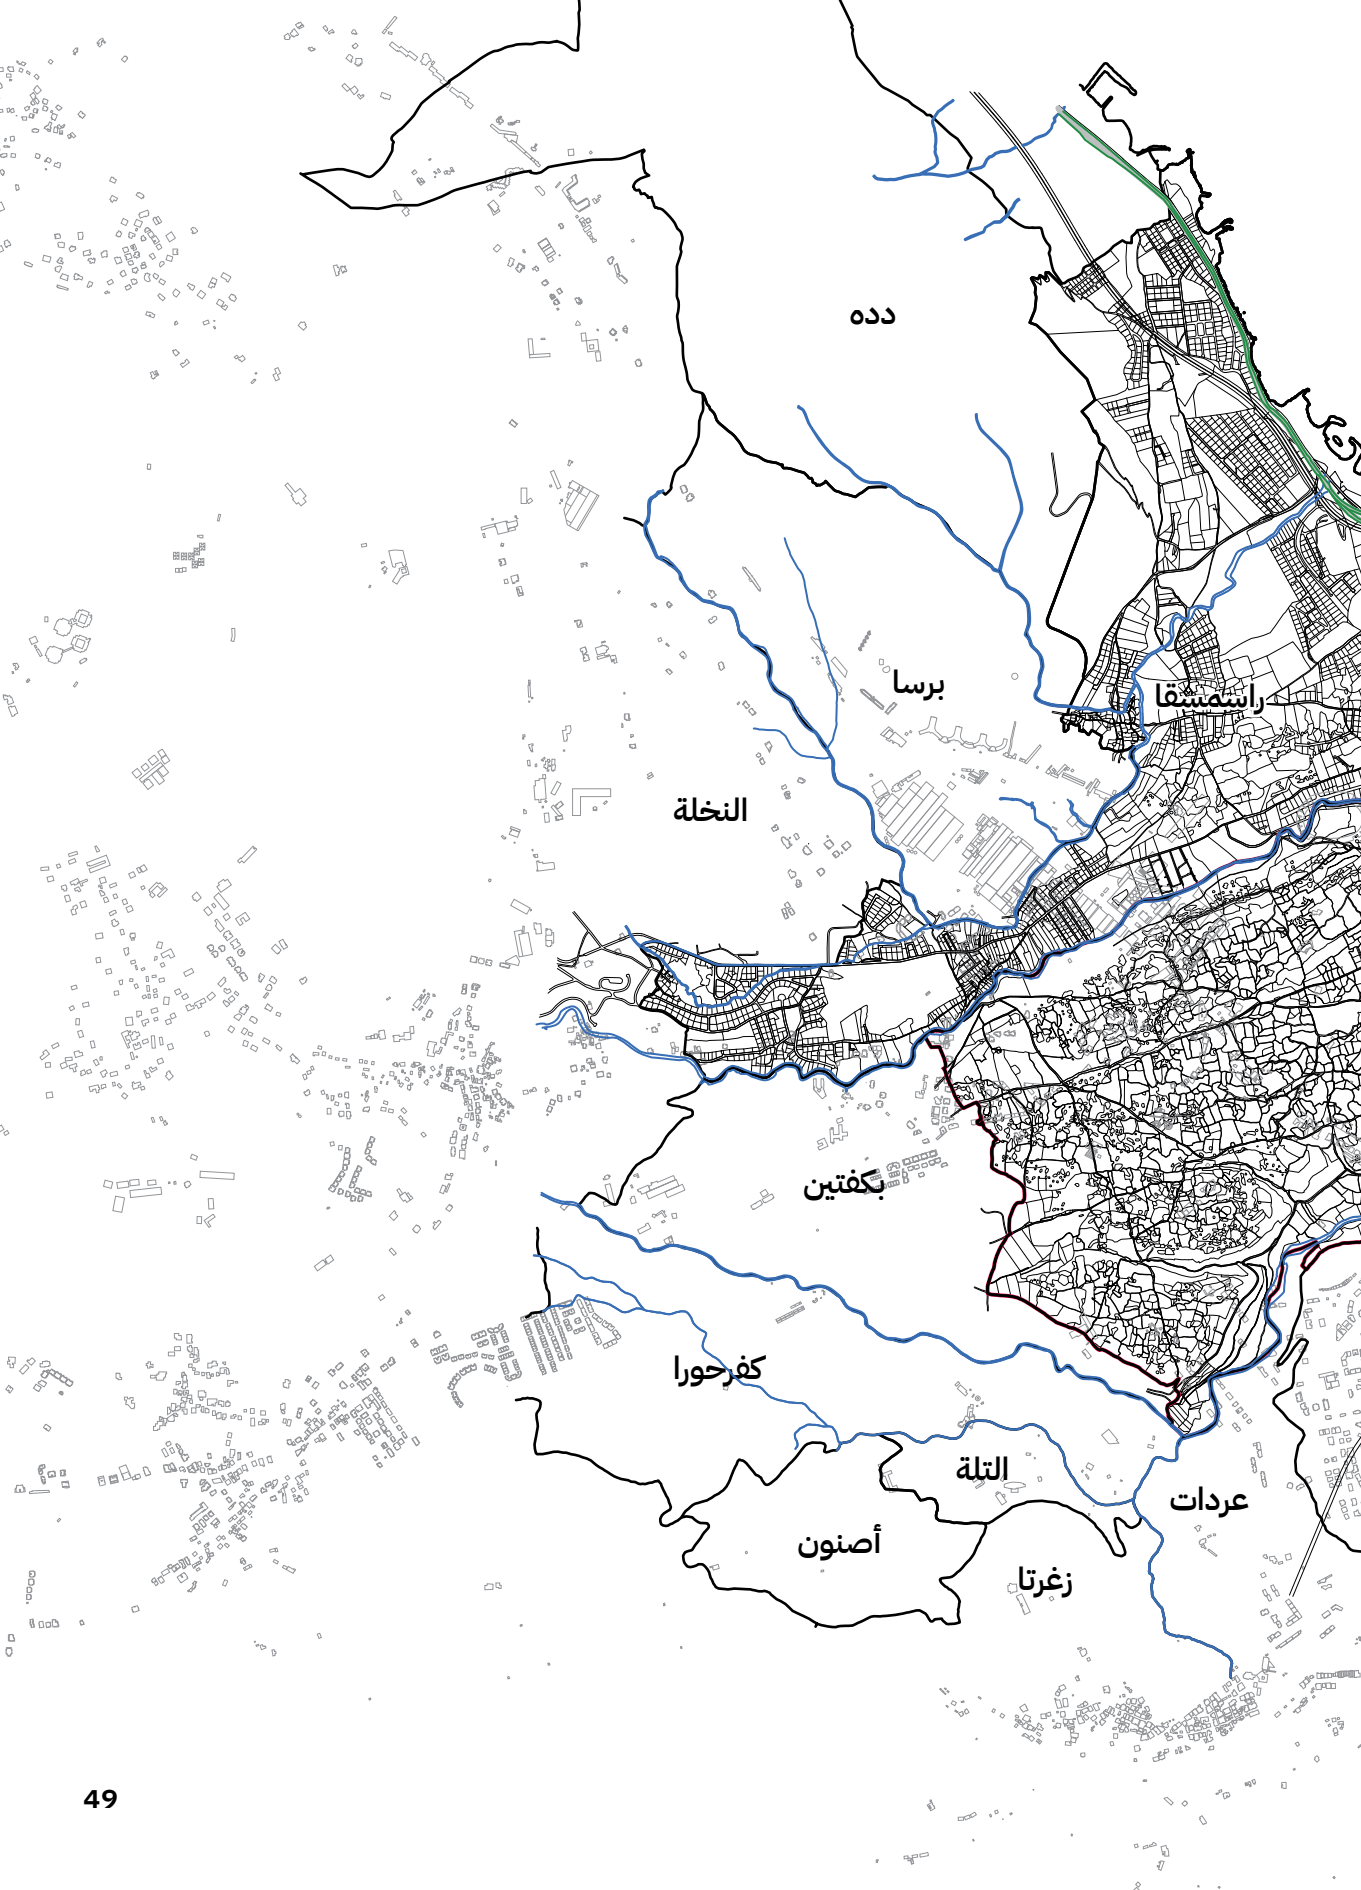 دده
برسا
راسمسقا
النخلة
بكفتين
كفرحورا
التلة
عردات
أصنون
زغرتا
49